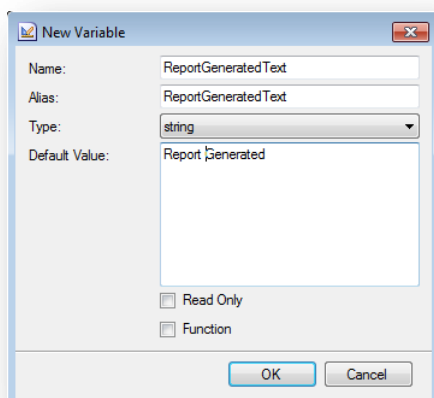 New Variable
Name: ReportGeneratedText
Alias: ReportGeneratedText
Type: string
Default Value: Report Generated
Read Only
Function
OK Cancel